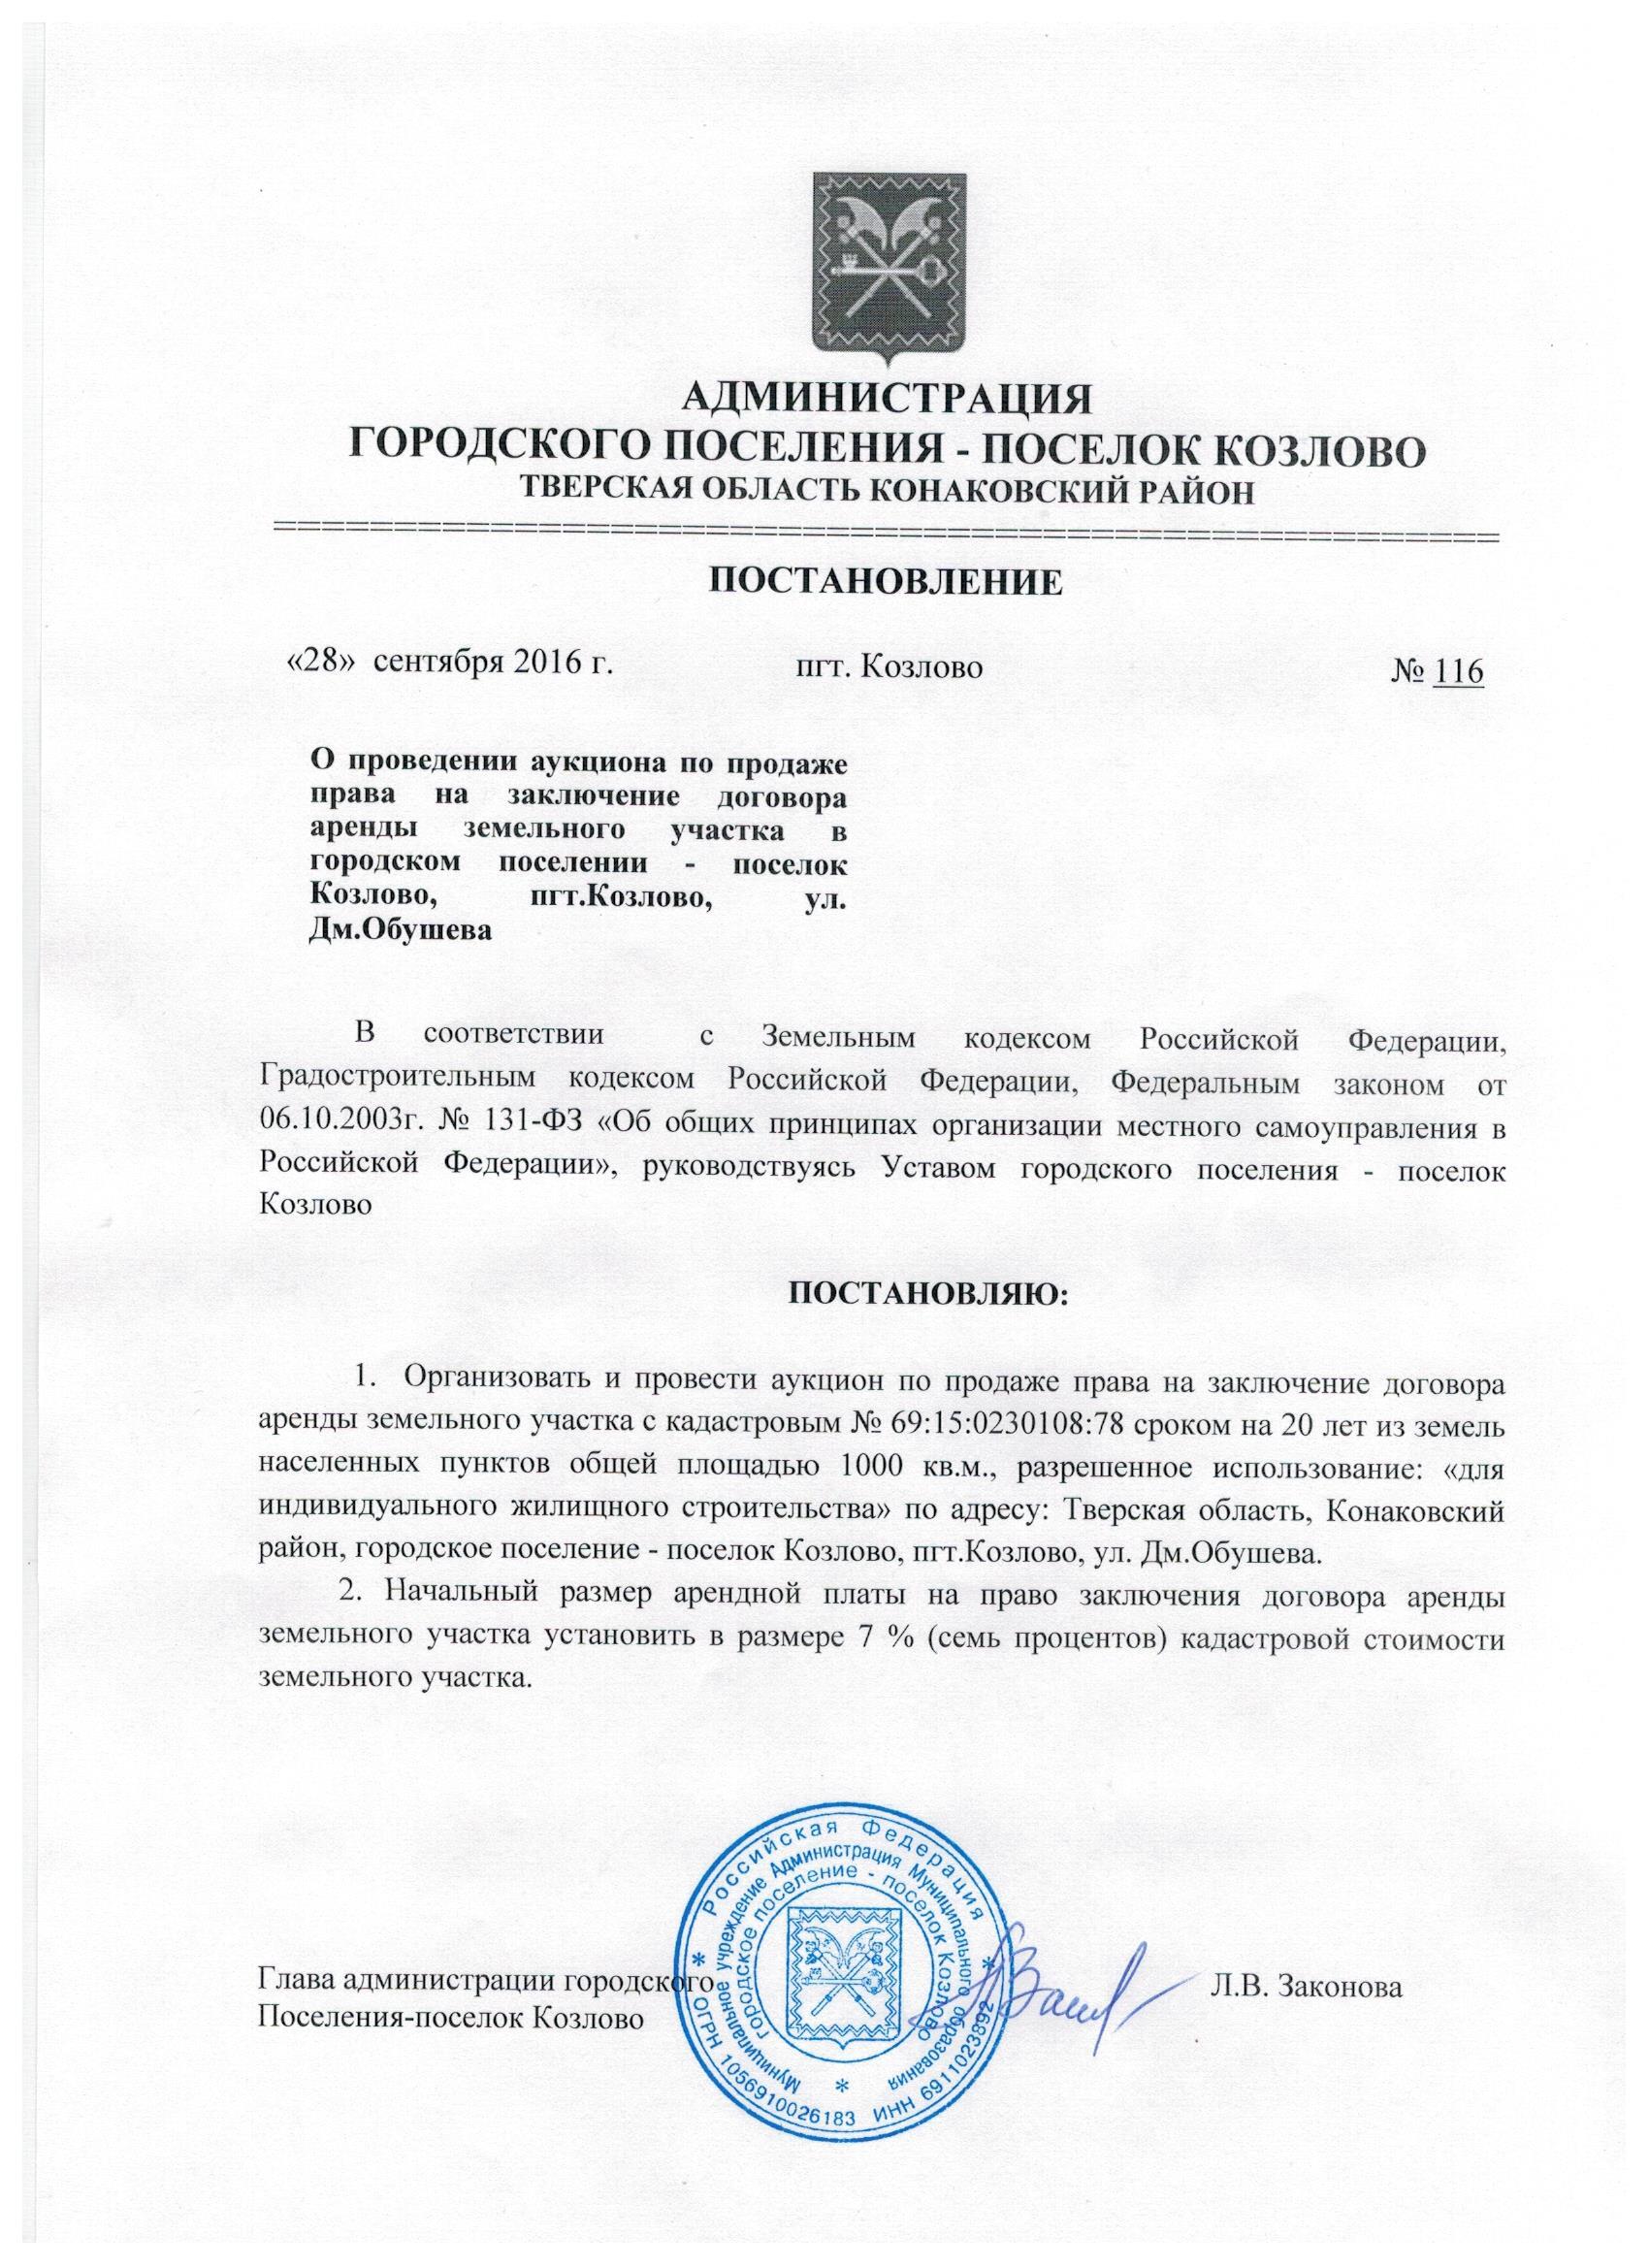 АДМИНИСТРАЦИЯ
ГОРОДСКОГО ПОСЕЛЕНИЯ - ПОСЕЛОК КОЗЛОВО
ТВЕРСКАЯ ОБЛАСТЬ КОНАКОВСКИЙ РАЙОН
ПОСТАНОВЛЕНИЕ
«28» сентября 2016 г. пгт. Козлово № 116
О проведении аукциона по продаже
права на заключение договора
аренды земельного участка в
городском поселении - поселок
Козлово, пгт.Козлово, ул.
Дм.Обушева
В соответствии с Земельным кодексом Российской Федерации,
Градостроительным кодексом Российской Федерации, Федеральным законом от
06.10.2003г. № 131-ФЗ «Об общих принципах организации местного самоуправления в
Российской Федерации», руководствуясь Уставом городского поселения - поселок
Козлово
ПОСТАНОВЛЯЮ:
1. Организовать и провести аукцион по продаже права на заключение договора
аренды земельного участка с кадастровым № 69:15:0230108:78 сроком на 20 лет из земель
населенных пунктов общей площадью 1000 кв.м., разрешенное использование: «для
индивидуального жилищного строительства» по адресу: Тверская область, Конаковский
район, городское поселение - поселок Козлово, пгт.Козлово, ул. Дм.Обушева.
2. Начальный размер арендной платы на право заключения договора аренды
земельного участка установить в размере 7 % (семь процентов) кадастровой стоимости
земельного участка.
Глава администрации городского
Поселения-поселок Козлово
Л.В. Законова
Российская Федерация
Муниципальное учреждение Администрация Муниципального образования
городское поселение - поселок Козлово
ОГРН 1056910026183 ИНН 6911023892